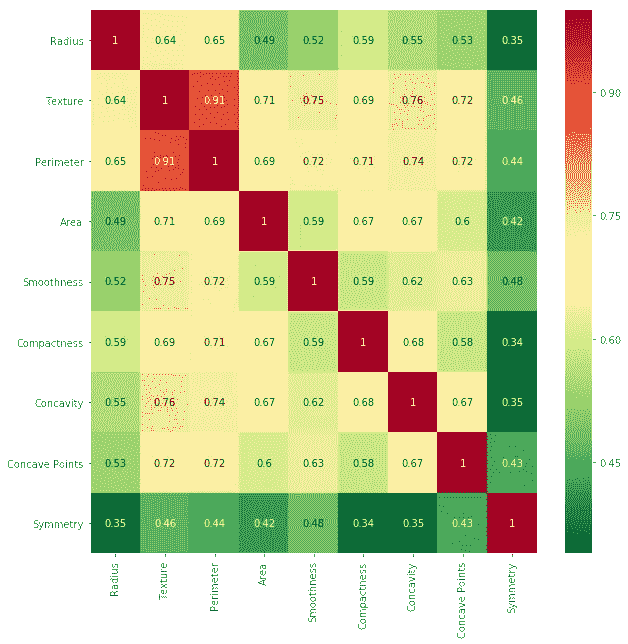 Radius 1 0.64 0.65 0.49 0.52 0.59 0.55 0.53 0.35
Texture 0.64 1 0.91 0.71 0.75 0.69 0.76 0.72 0.46
Perimeter 0.65 0.91 1 0.69 0.72 0.71 0.74 0.72 0.44
Area 0.49 0.71 0.69 1 0.59 0.67 0.67 0.6 0.42
Smoothness 0.52 0.75 0.72 0.59 1 0.59 0.62 0.63 0.48
Compactness 0.59 0.69 0.71 0.67 0.59 1 0.68 0.58 0.34
Concavity 0.55 0.76 0.74 0.67 0.62 0.68 1 0.67 0.35
Concave Points 0.53 0.72 0.72 0.6 0.63 0.58 0.67 1 0.43
Symmetry 0.35 0.46 0.44 0.42 0.48 0.34 0.35 0.43 1
Radius
Texture
Perimeter
Area
Smoothness
Compactness
Concavity
Concave Points
Symmetry
0.90
0.75
0.60
0.45